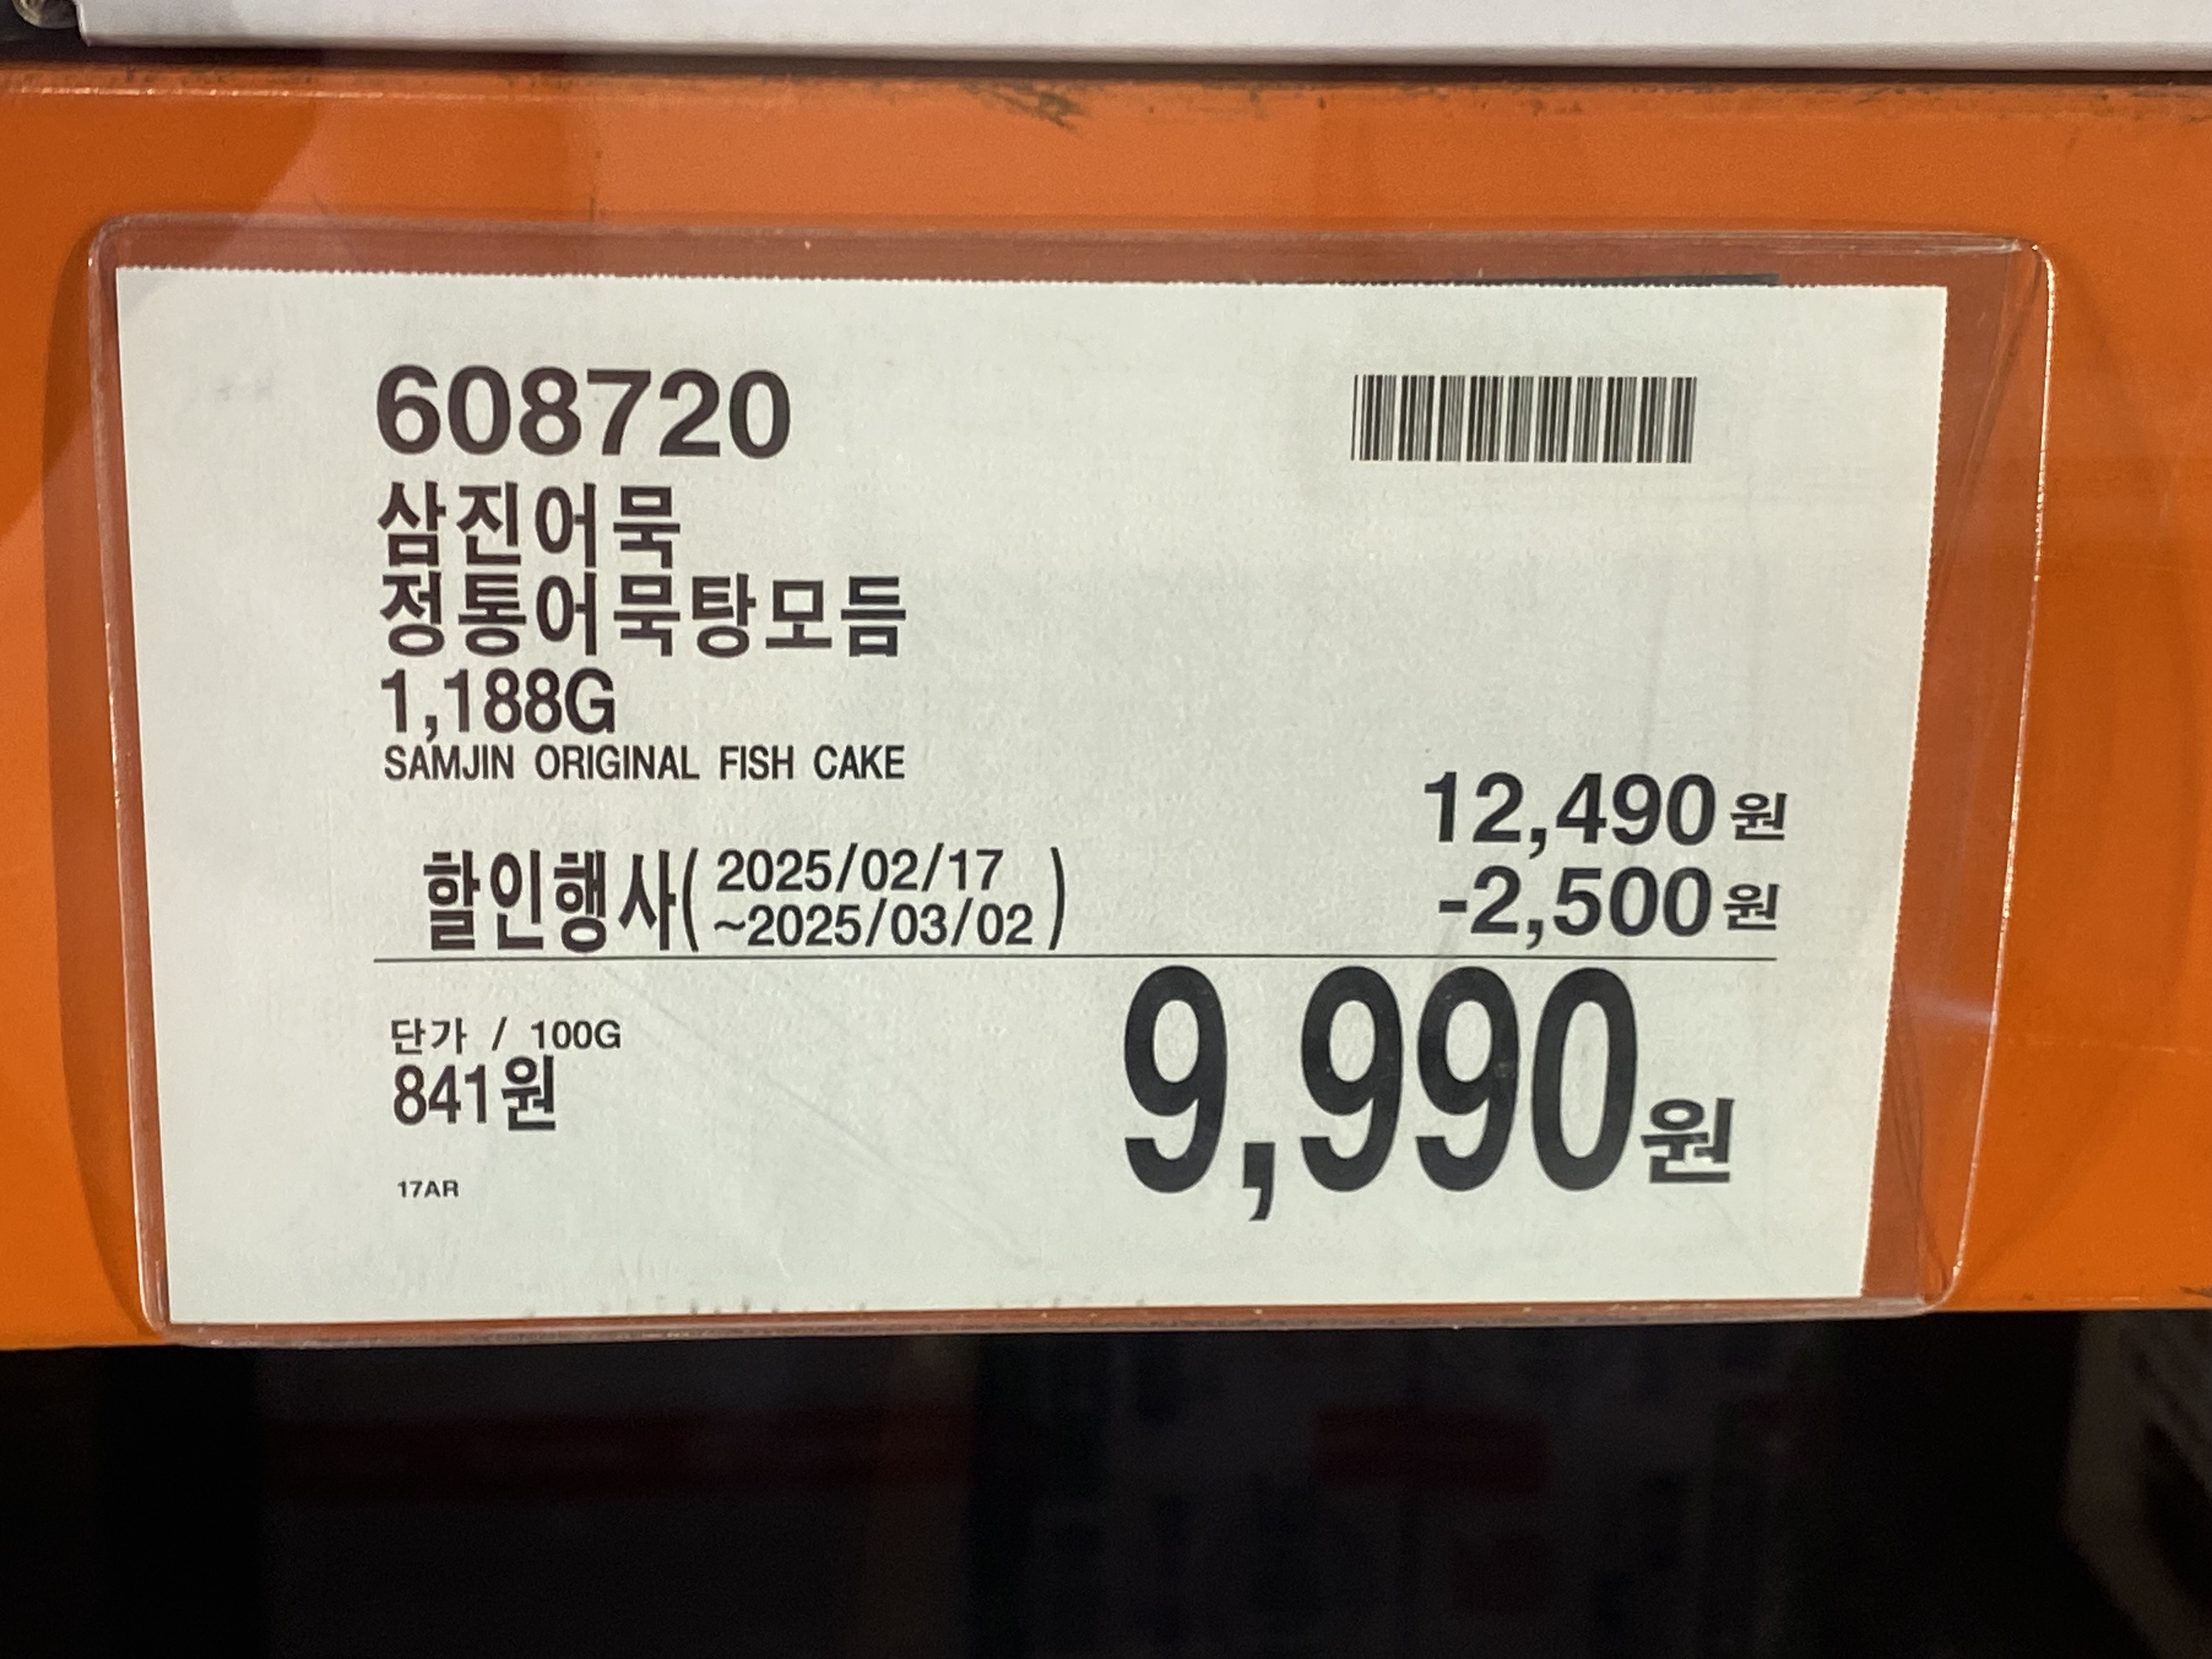 608720
삼진어묵
정통어묵탕모듬
1,188G
SAMJIN ORIGINAL FISH CAKE
12,490원
할인행사( 2025/02/17
~2025/03/02 )
-2,500원
9,990원
단가 / 100G
841원
17AR